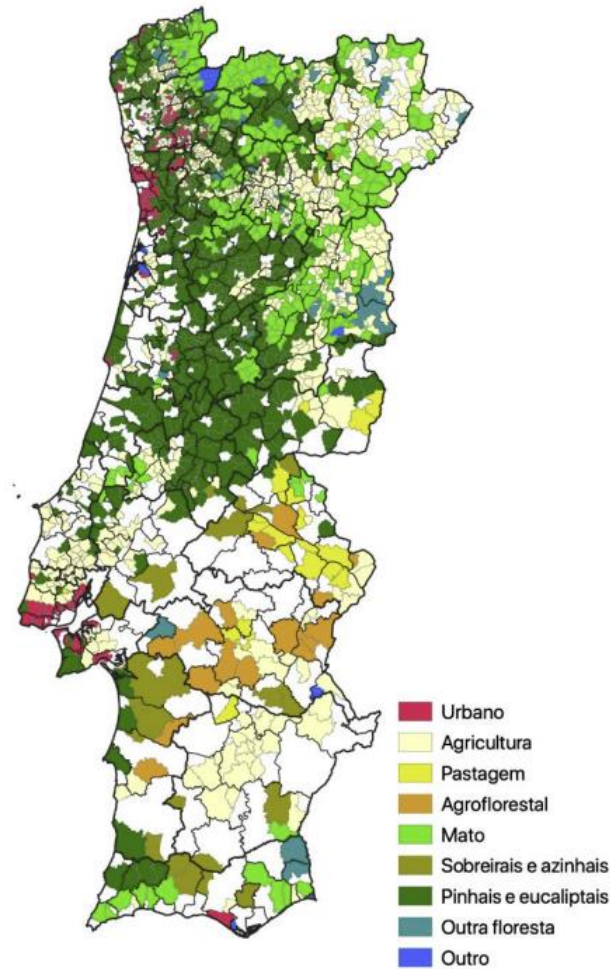 Urbano
Agricultura
Pastagem
Agroflorestal
Mato
Sobreirais e azinhais
Pinhais e eucaliptais
Outra floresta
Outro